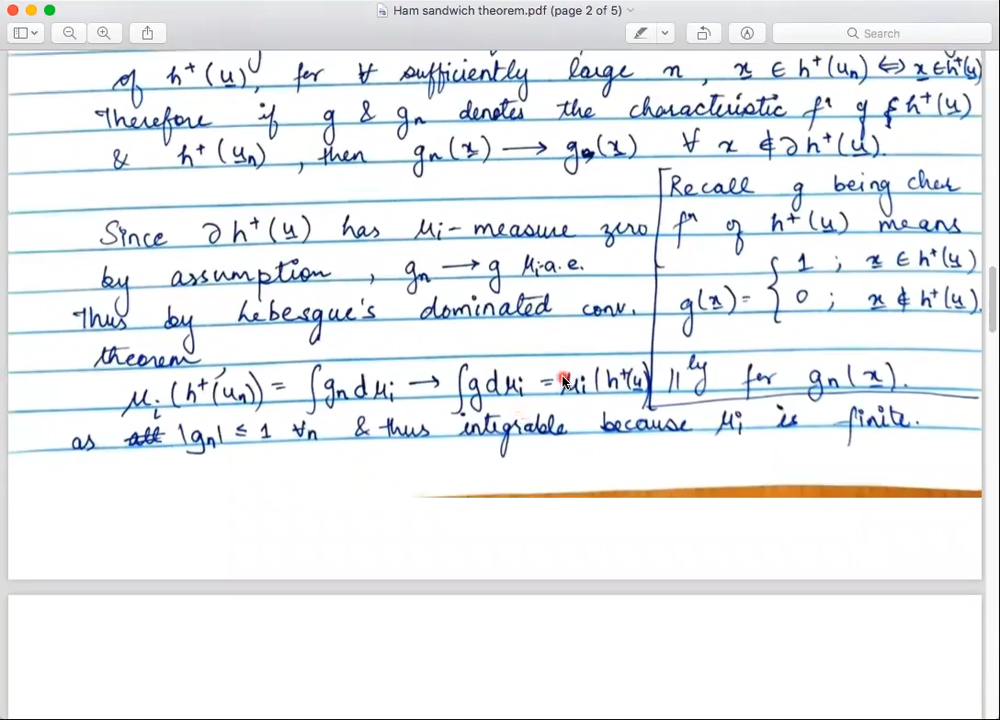 Ham sandwich theorem.pdf (page 2 of 5)
Search
of h⁺(u), for ∀ sufficiently large n, x ∈ h⁺(uₙ) ⇔ x ∈ h⁺(u)
Therefore if g & gₙ denotes the characteristic fⁿ of h⁺(u)
& h⁺(uₙ), then gₙ(x) → g(x) ∀ x ∉ ∂h⁺(u).
Since ∂h⁺(u) has μᵢ-measure zero
by assumption, gₙ → g μᵢ-a.e.
Thus by Lebesgue's dominated conv.
theorem
μᵢ(h⁺(uₙ)) = ∫gₙdμᵢ → ∫gdμᵢ = μᵢ(h⁺(u)
as |gₙ| ≤ 1 ∀n & thus integrable because μᵢ is finite.
Recall g being char
fⁿ of h⁺(u) means
g(x) = { 1 ; x ∈ h⁺(u)
0 ; x ∉ h⁺(u).
||ly for gₙ(x).